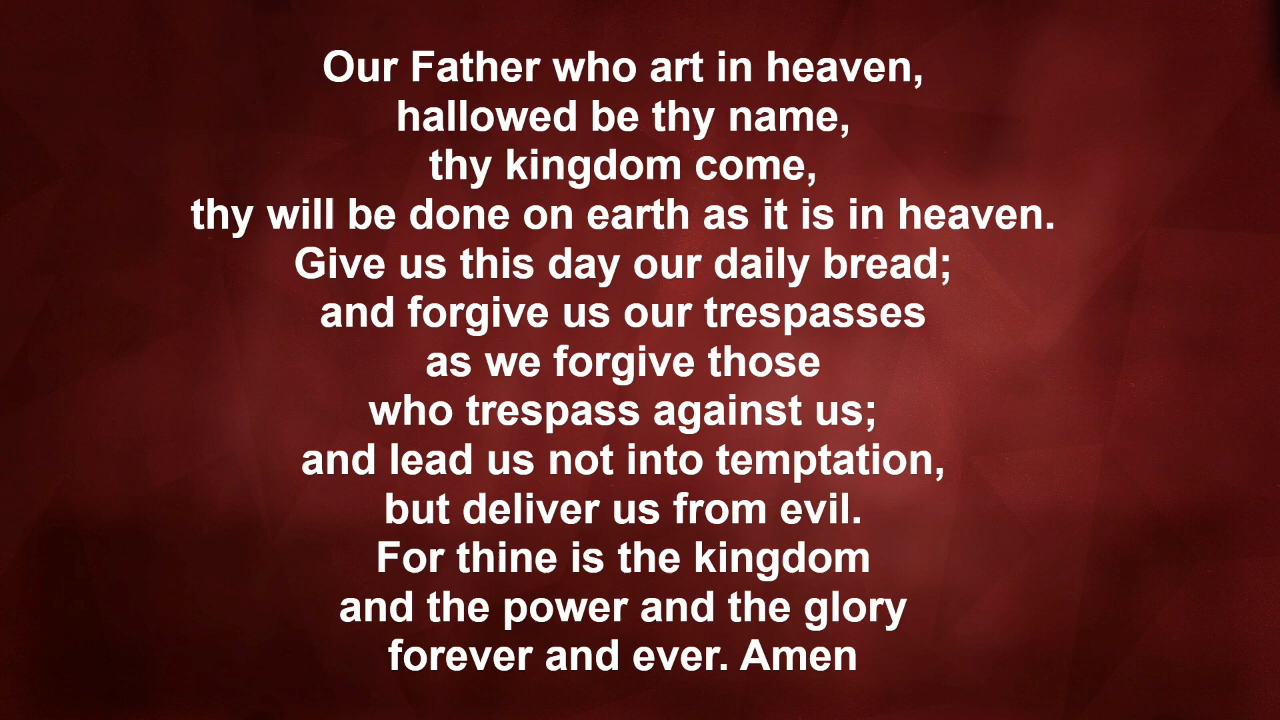 Our Father who art in heaven,
hallowed be thy name,
thy kingdom come,
thy will be done on earth as it is in heaven.
Give us this day our daily bread;
and forgive us our trespasses
as we forgive those
who trespass against us;
and lead us not into temptation,
but deliver us from evil.
For thine is the kingdom
and the power and the glory
forever and ever. Amen